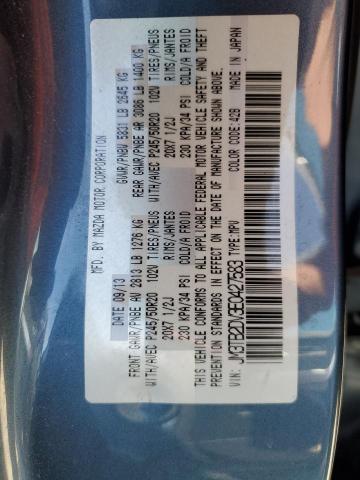 MFD. BY MAZDA MOTOR CORPORATION
DATE 09/13 GVWR/PNBV 5831 LB 2645 KG
FRONT GAWR/PNBE AV 2813 LB 1276 KG REAR GAWR/PNBE AR 3086 LB 1400 KG
WITH/AVEC P245/50R20 102V TIRES/PNEUS WITH/AVEC P245/50R20 102V TIRES/PNEUS
20X7 1/2J RIMS/JANTES 20X7 1/2J RIMS/JANTES
230 KPA/34 PSI COLD/A FROID 230 KPA/34 PSI COLD/A FROID
THIS VEHICLE CONFORMS TO ALL APPLICABLE FEDERAL MOTOR VEHICLE SAFETY AND THEFT
PREVENTION STANDARDS IN EFFECT ON THE DATE OF MANUFACTURE SHOWN ABOVE.
VIN: JM3TB2DV3E0427583 TYPE:MPV COLOR CODE:42B MADE IN JAPAN